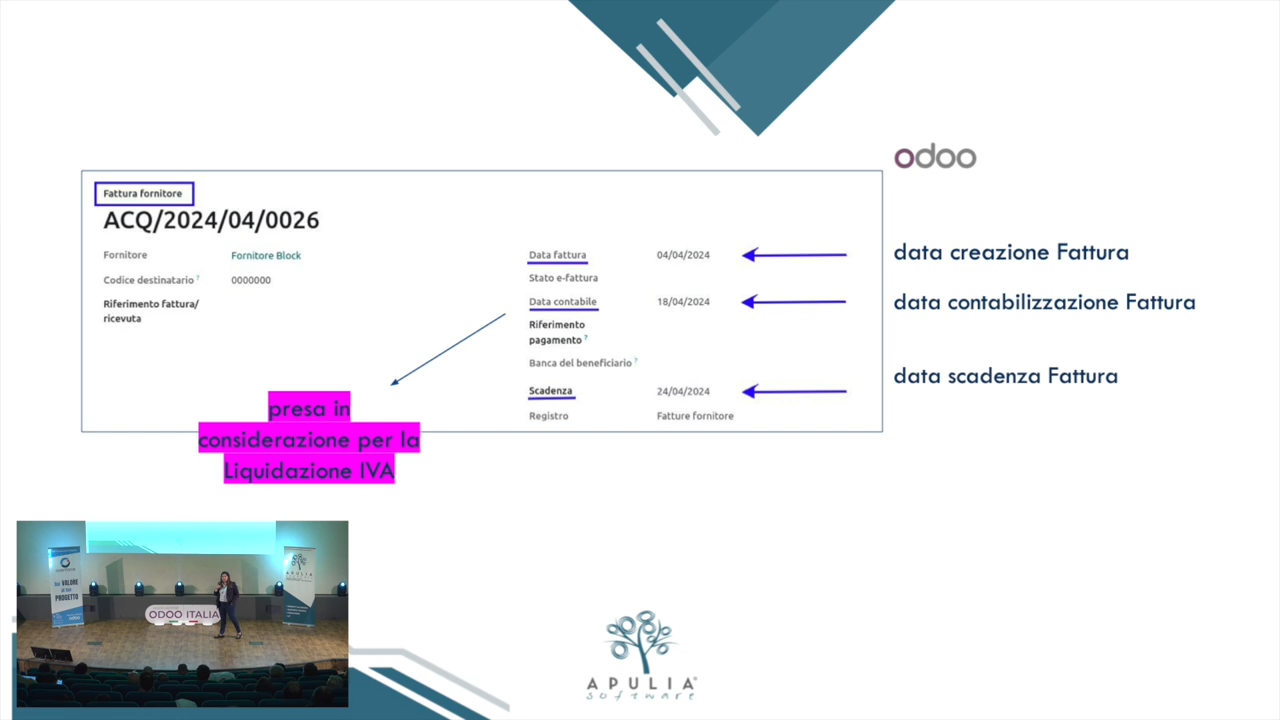 odoo
Fattura fornitore
ACQ/2024/04/0026
Fornitore Fornitore Block
Codice destinatario ? 0000000
Riferimento fattura/
ricevuta
Data fattura 04/04/2024
Stato e-fattura
Data contabile 18/04/2024
Riferimento
pagamento ?
Banca del beneficiario ?
Scadenza 24/04/2024
Registro Fatture fornitore
data creazione Fattura
data contabilizzazione Fattura
data scadenza Fattura
presa in
considerazione per la
Liquidazione IVA
VALORE
PROGETTO
ODOO ITALIA
APULIA
APULIA
software